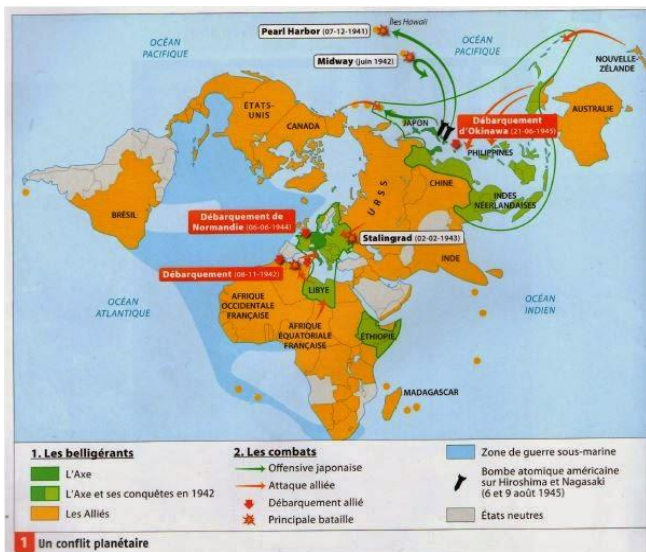 Pearl Harbor (07-12-1941)
Îles Hawaii
OCÉAN
PACIFIQUE
OCÉAN
PACIFIQUE
Midway (juin 1942)
NOUVELLE-
ZÉLANDE
ÉTATS-
UNIS
CANADA
JAPON
Débarquement
d'Okinawa (21-06-1945)
AUSTRALIE
PHILIPPINES
CHINE
URSS
INDES
NÉERLANDAISES
BRÉSIL
Débarquement de
Normandie (06-06-1944)
Stalingrad (02-02-1943)
Débarquement (08-11-1942)
INDE
LIBYE
OCÉAN
ATLANTIQUE
AFRIQUE
OCCIDENTALE
FRANÇAISE
AFRIQUE
ÉQUATORIALE
FRANÇAISE
ÉTHIOPIE
OCÉAN
INDIEN
MADAGASCAR
1. Les belligérants
L'Axe
L'Axe et ses conquêtes en 1942
Les Alliés
2. Les combats
Offensive japonaise
Attaque alliée
Débarquement allié
Principale bataille
Zone de guerre sous-marine
Bombe atomique américaine
sur Hiroshima et Nagasaki
(6 et 9 août 1945)
États neutres
1 Un conflit planétaire